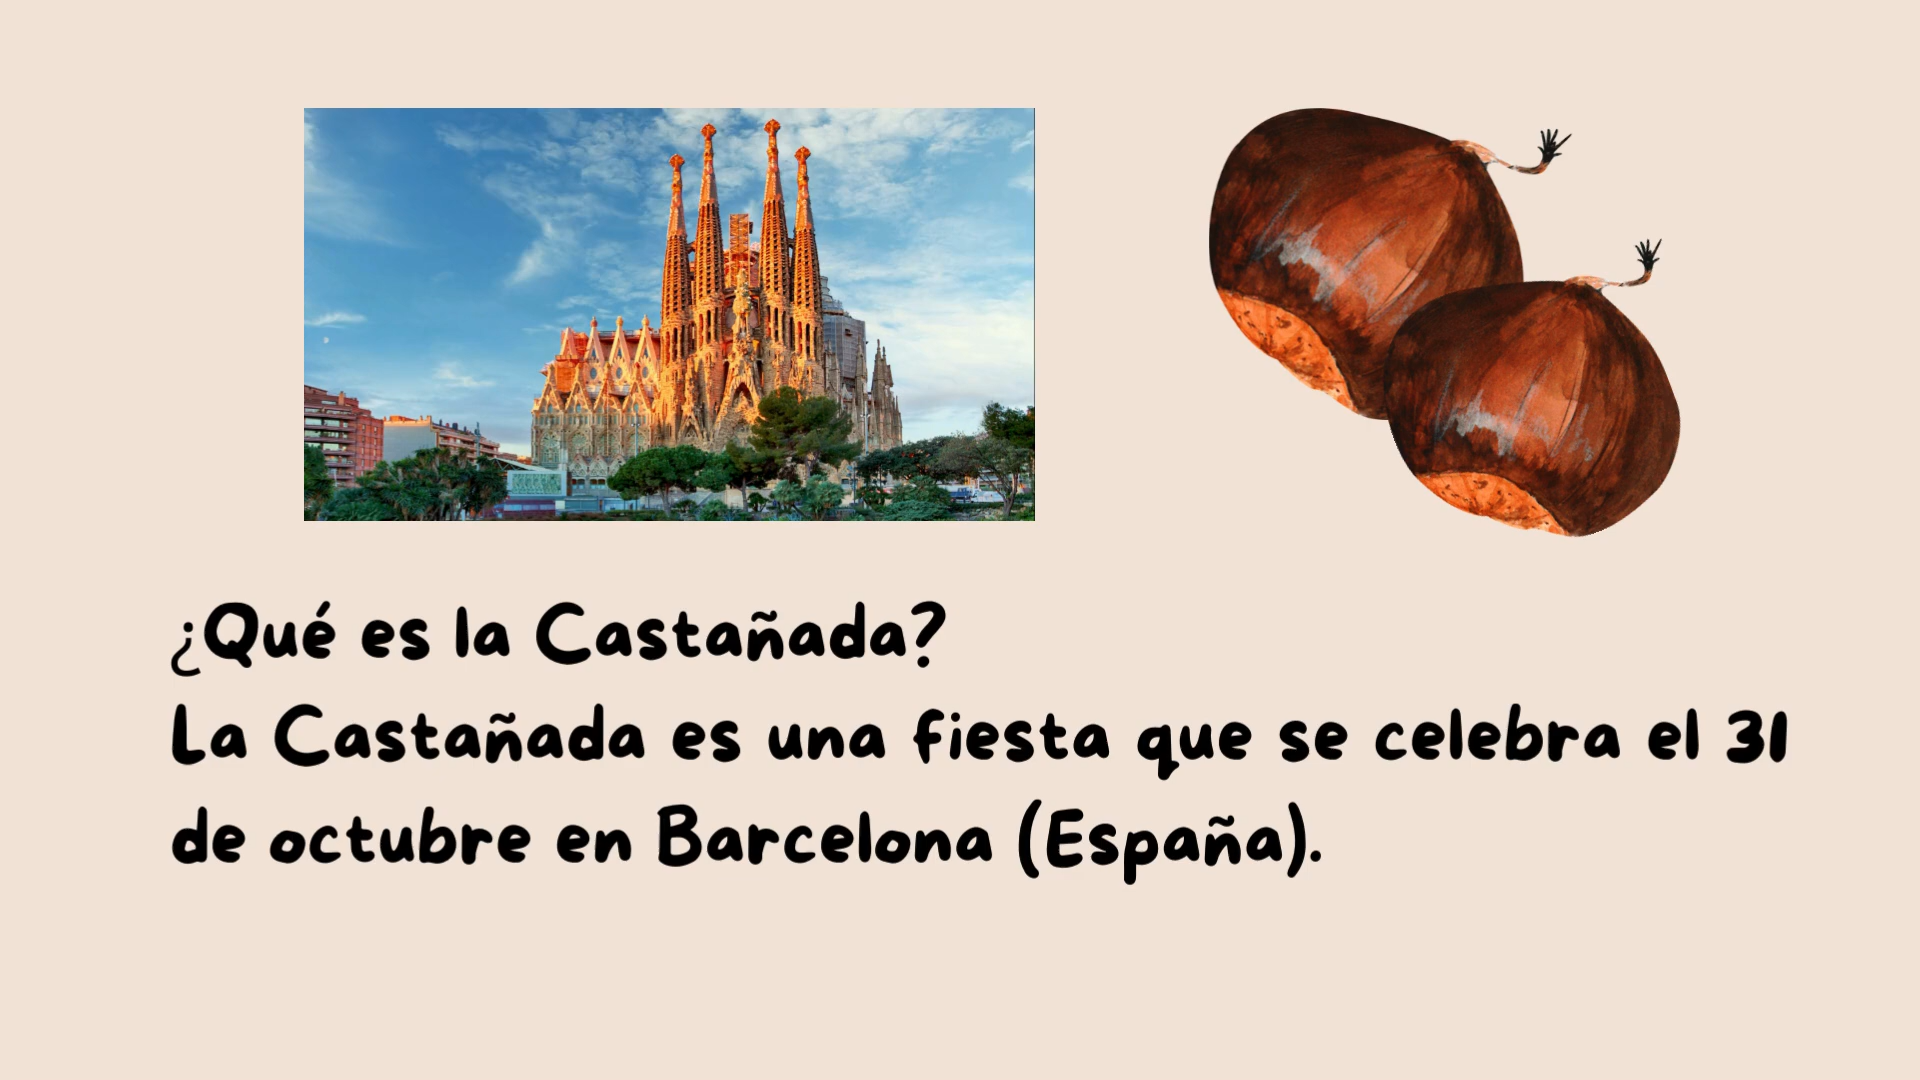 ¿Qué es la Castañada?
La Castañada es una fiesta que se celebra el 31
de octubre en Barcelona (España).